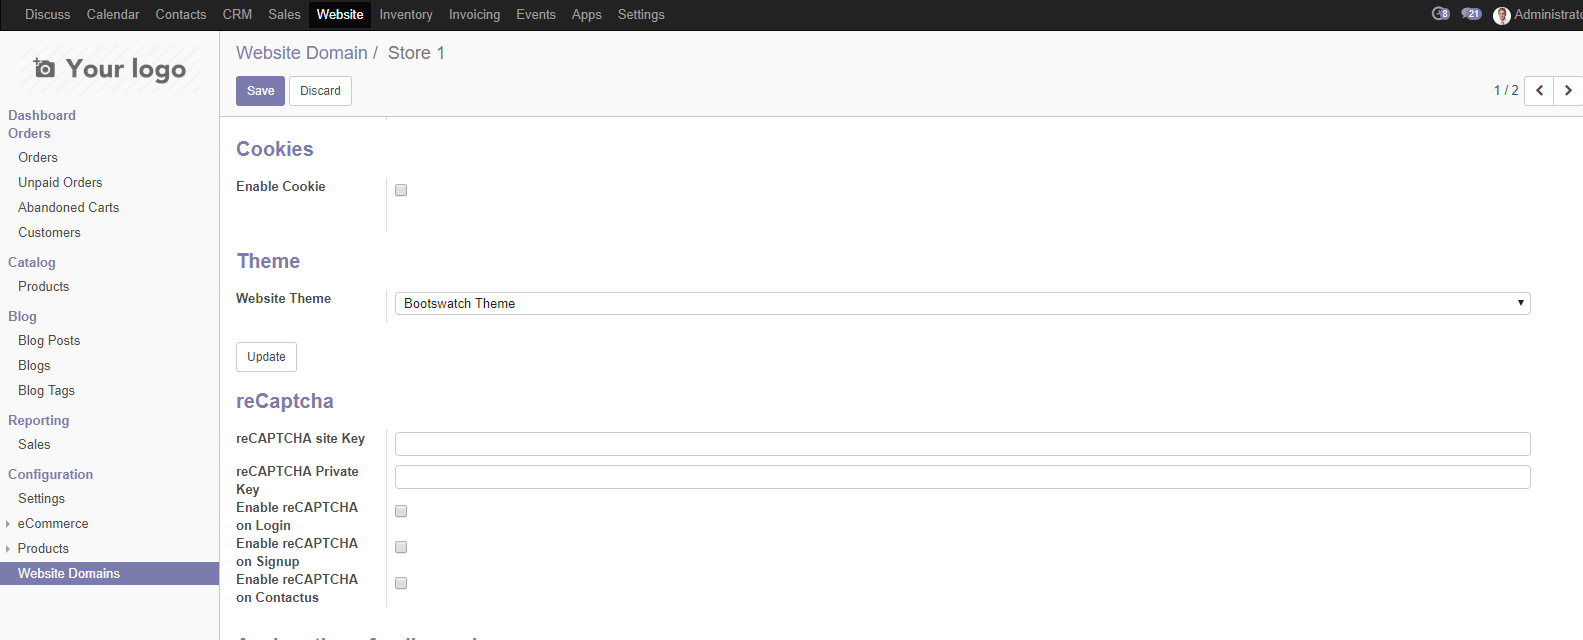 Discuss Calendar Contacts CRM Sales Website Inventory Invoicing Events Apps Settings 8 21 Administrato
Your logo
Website Domain / Store 1
Save Discard
1 / 2
Dashboard
Orders
Orders
Unpaid Orders
Abandoned Carts
Customers
Catalog
Products
Blog
Blog Posts
Blogs
Blog Tags
Reporting
Sales
Configuration
Settings
eCommerce
Products
Website Domains
Cookies
Enable Cookie
Theme
Website Theme Bootswatch Theme
Update
reCaptcha
reCAPTCHA site Key
reCAPTCHA Private
Key
Enable reCAPTCHA
on Login
Enable reCAPTCHA
on Signup
Enable reCAPTCHA
on Contactus